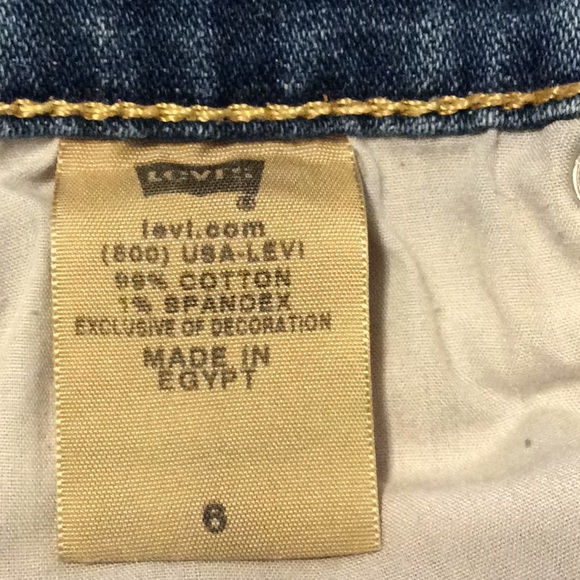 LEVI'S
®
levi.com
(800) USA-LEVI
99% COTTON
1% SPANDEX
EXCLUSIVE OF DECORATION
MADE IN
EGYPT
6